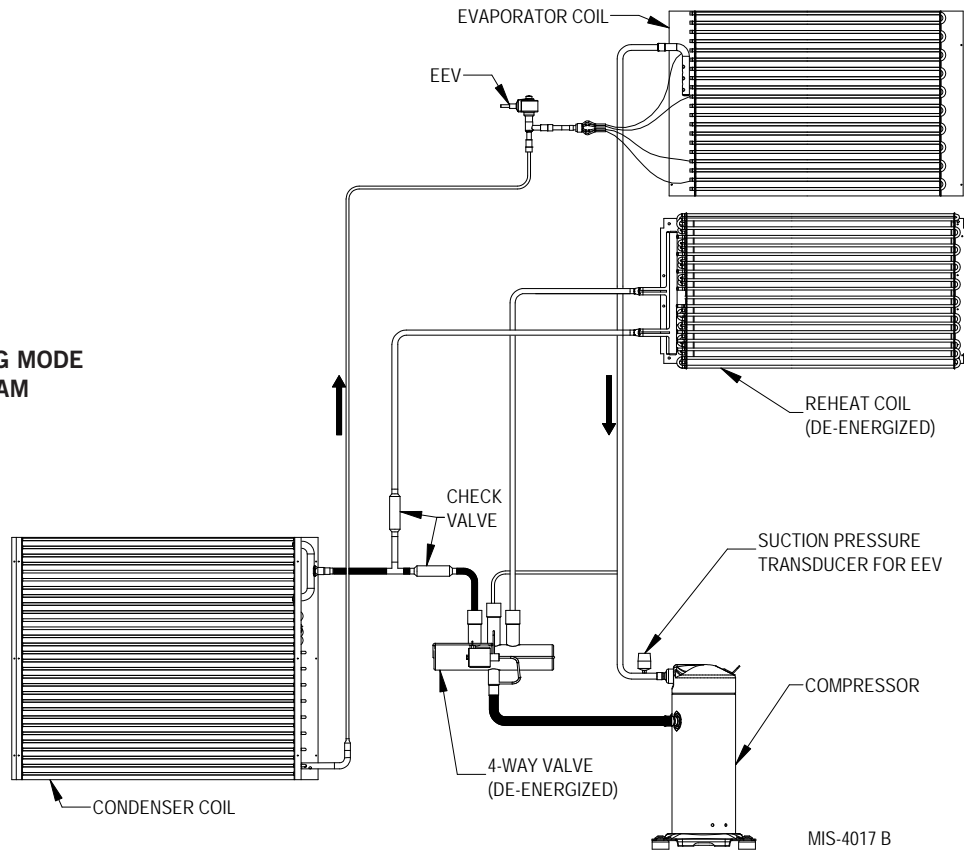 EVAPORATOR COIL
EEV
MODE
REHEAT COIL
(DE-ENERGIZED)
CHECK
VALVE
SUCTION PRESSURE
TRANSDUCER FOR EEV
COMPRESSOR
4-WAY VALVE
(DE-ENERGIZED)
CONDENSER COIL
MIS-4017 B